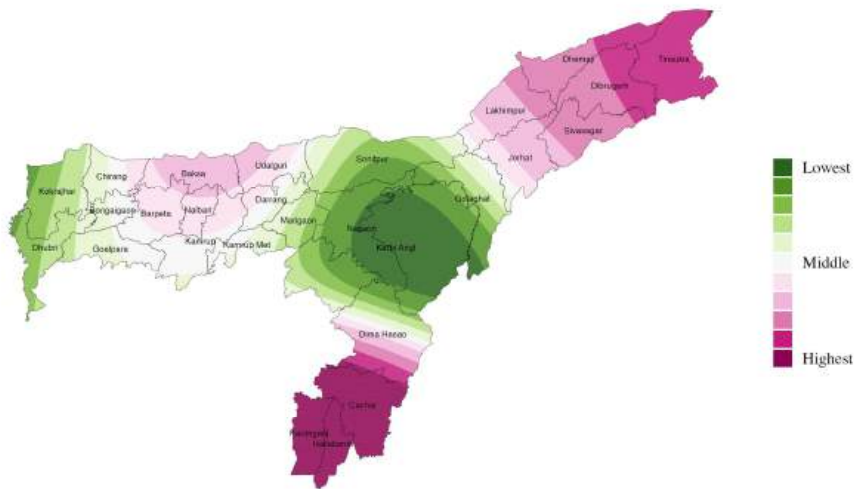 Tinsukia
Dhemaji
Dibrugarh
Lakhimpur
Sivasagar
Jorhat
Sonitpur
Udalguri
Baksa
Chirang
Kokrajhar
Golaghat
Darrang
Nalbari
Barpeta
Bongaigaon
Marigaon
Nagaon
Kamrup
Kamrup Met
Goalpara
Dhubri
Karbi Angl
Dima Hasao
Cachar
Karimganj
Hailakandi
Lowest
Middle
Highest